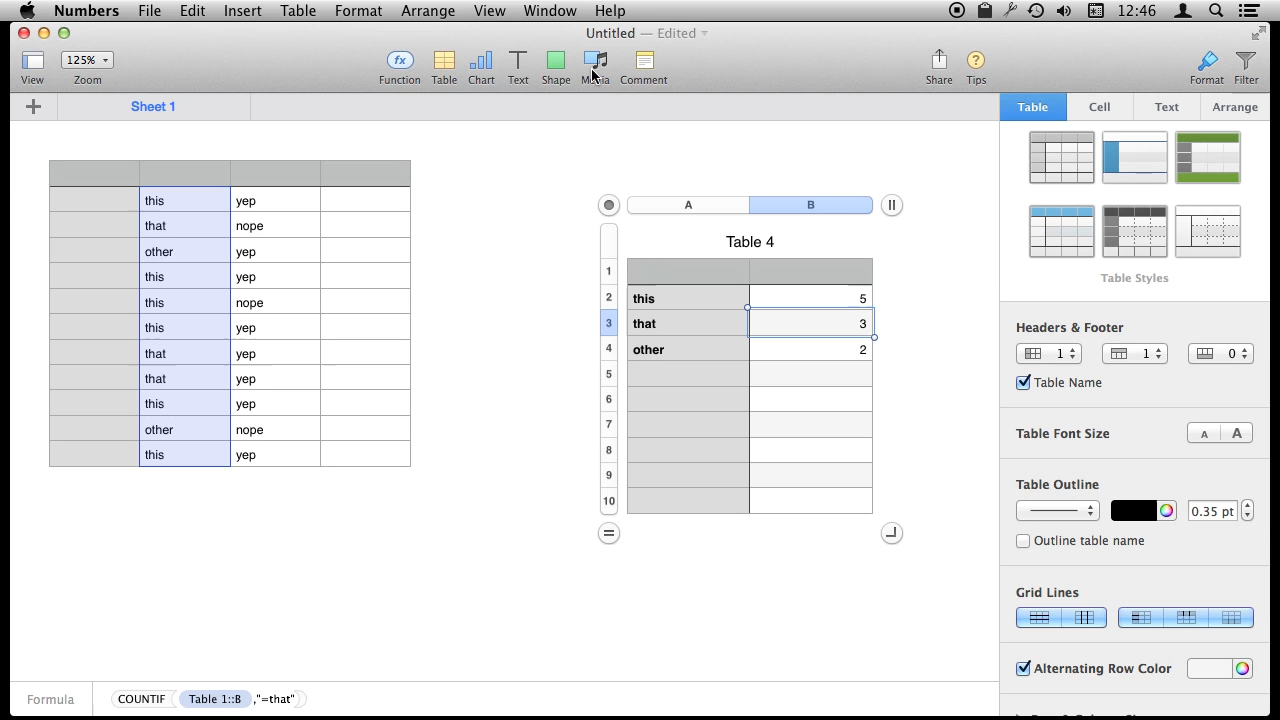 Numbers File Edit Insert Table Format Arrange View Window Help 12:46
Untitled — Edited
125%
fx
View Zoom Function Table Chart Text Shape Media Comment Share Tips Format Filter
Sheet 1
Table Cell Text Arrange
this yep
that nope
other yep
this yep
this nope
this yep
that yep
that yep
this yep
other nope
this yep
A B
Table 4
1
2 this 5
3 that 3
4 other 2
5
6
7
8
9
10
Table Styles
Headers & Footer
1 1 0
Table Name
Table Font Size A A
Table Outline
0.35 pt
Outline table name
Grid Lines
Alternating Row Color
Formula COUNTIF Table 1::B ,"=that"